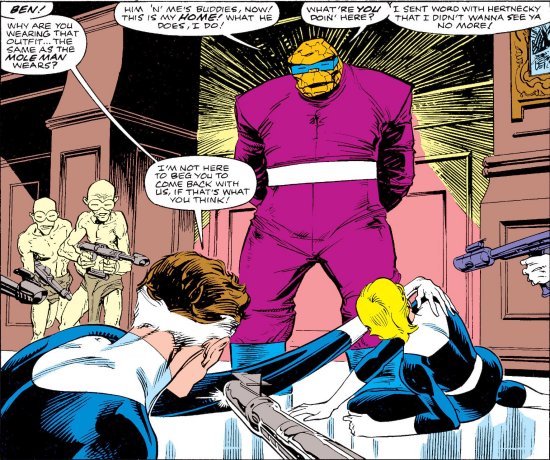 BEN!
WHY ARE YOU
WEARING THAT
OUTFIT... THE
SAME AS THE
MOLE MAN
WEARS?
HIM 'N' ME'S BUDDIES, NOW!
THIS IS MY HOME! WHAT HE
DOES, I DO!
WHAT'RE YOU
DOIN' HERE?
I SENT WORD WITH HERTNECKY
THAT I DIDN'T WANNA SEE YA
NO MORE!
I'M NOT HERE
TO BEG YOU TO
COME BACK WITH
US, IF THAT'S WHAT
YOU THINK!